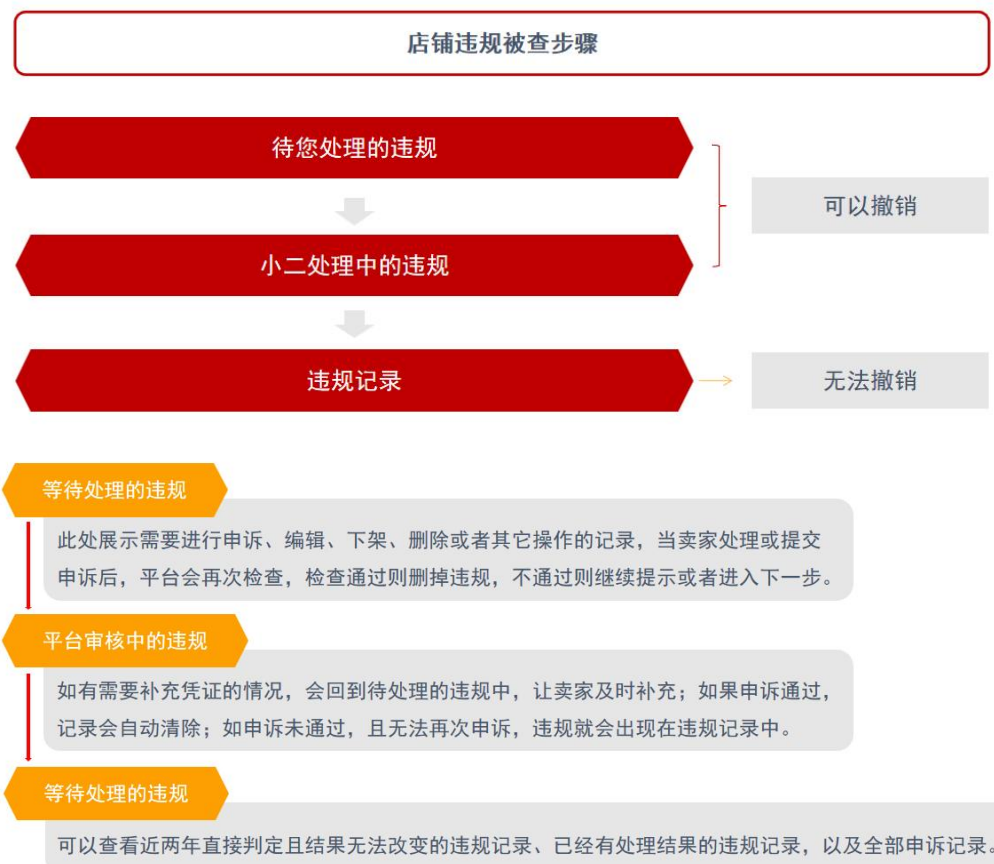 店铺违规被查步骤
待您处理的违规
可以撤销
小二处理中的违规
违规记录
无法撤销
等待处理的违规
此处展示需要进行申诉、编辑、下架、删除或者其它操作的记录，当卖家处理或提交
申诉后，平台会再次检查，检查通过则删掉违规，不通过则继续提示或者进入下一步。
平台审核中的违规
如有需要补充凭证的情况，会回到待处理的违规中，让卖家及时补充；如果申诉通过，
记录会自动清除；如申诉未通过，且无法再次申诉，违规就会出现在违规记录中。
等待处理的违规
可以查看近两年直接判定且结果无法改变的违规记录、已经有处理结果的违规记录，以及全部申诉记录。